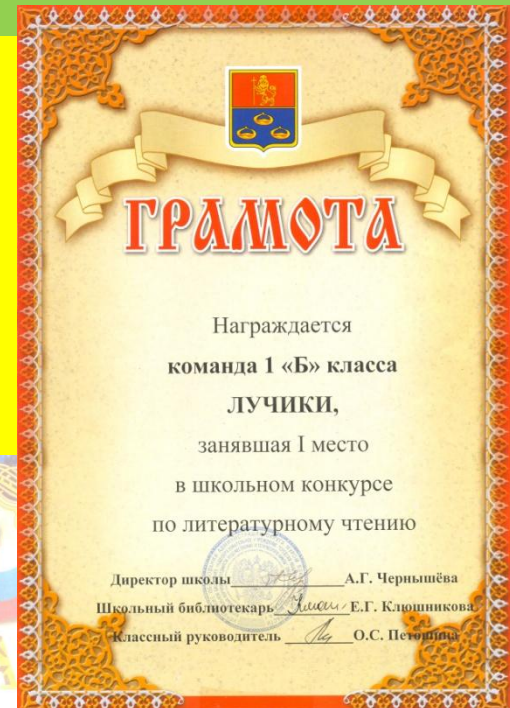 ГРАМОТА
Награждается
команда 1 «Б» класса
ЛУЧИКИ,
занявшая I место
в школьном конкурсе
по литературному чтению
Директор школы А.Г. Чернышёва
Школьный библиотекарь Е.Г. Клюшникова
Классный руководитель О.С. Петошина